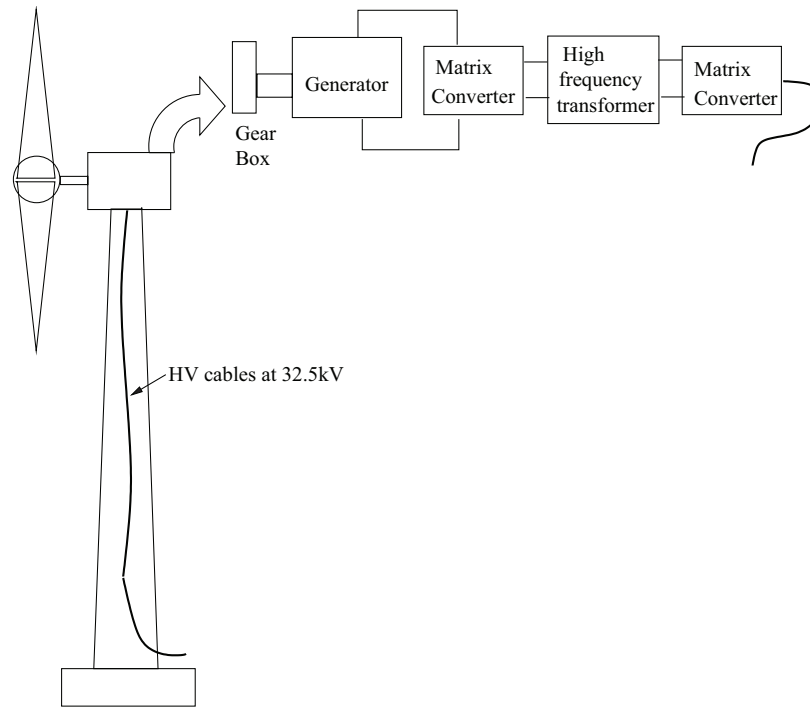 Gear
Box
Generator
Matrix
Converter
High
frequency
transformer
Matrix
Converter
HV cables at 32.5kV